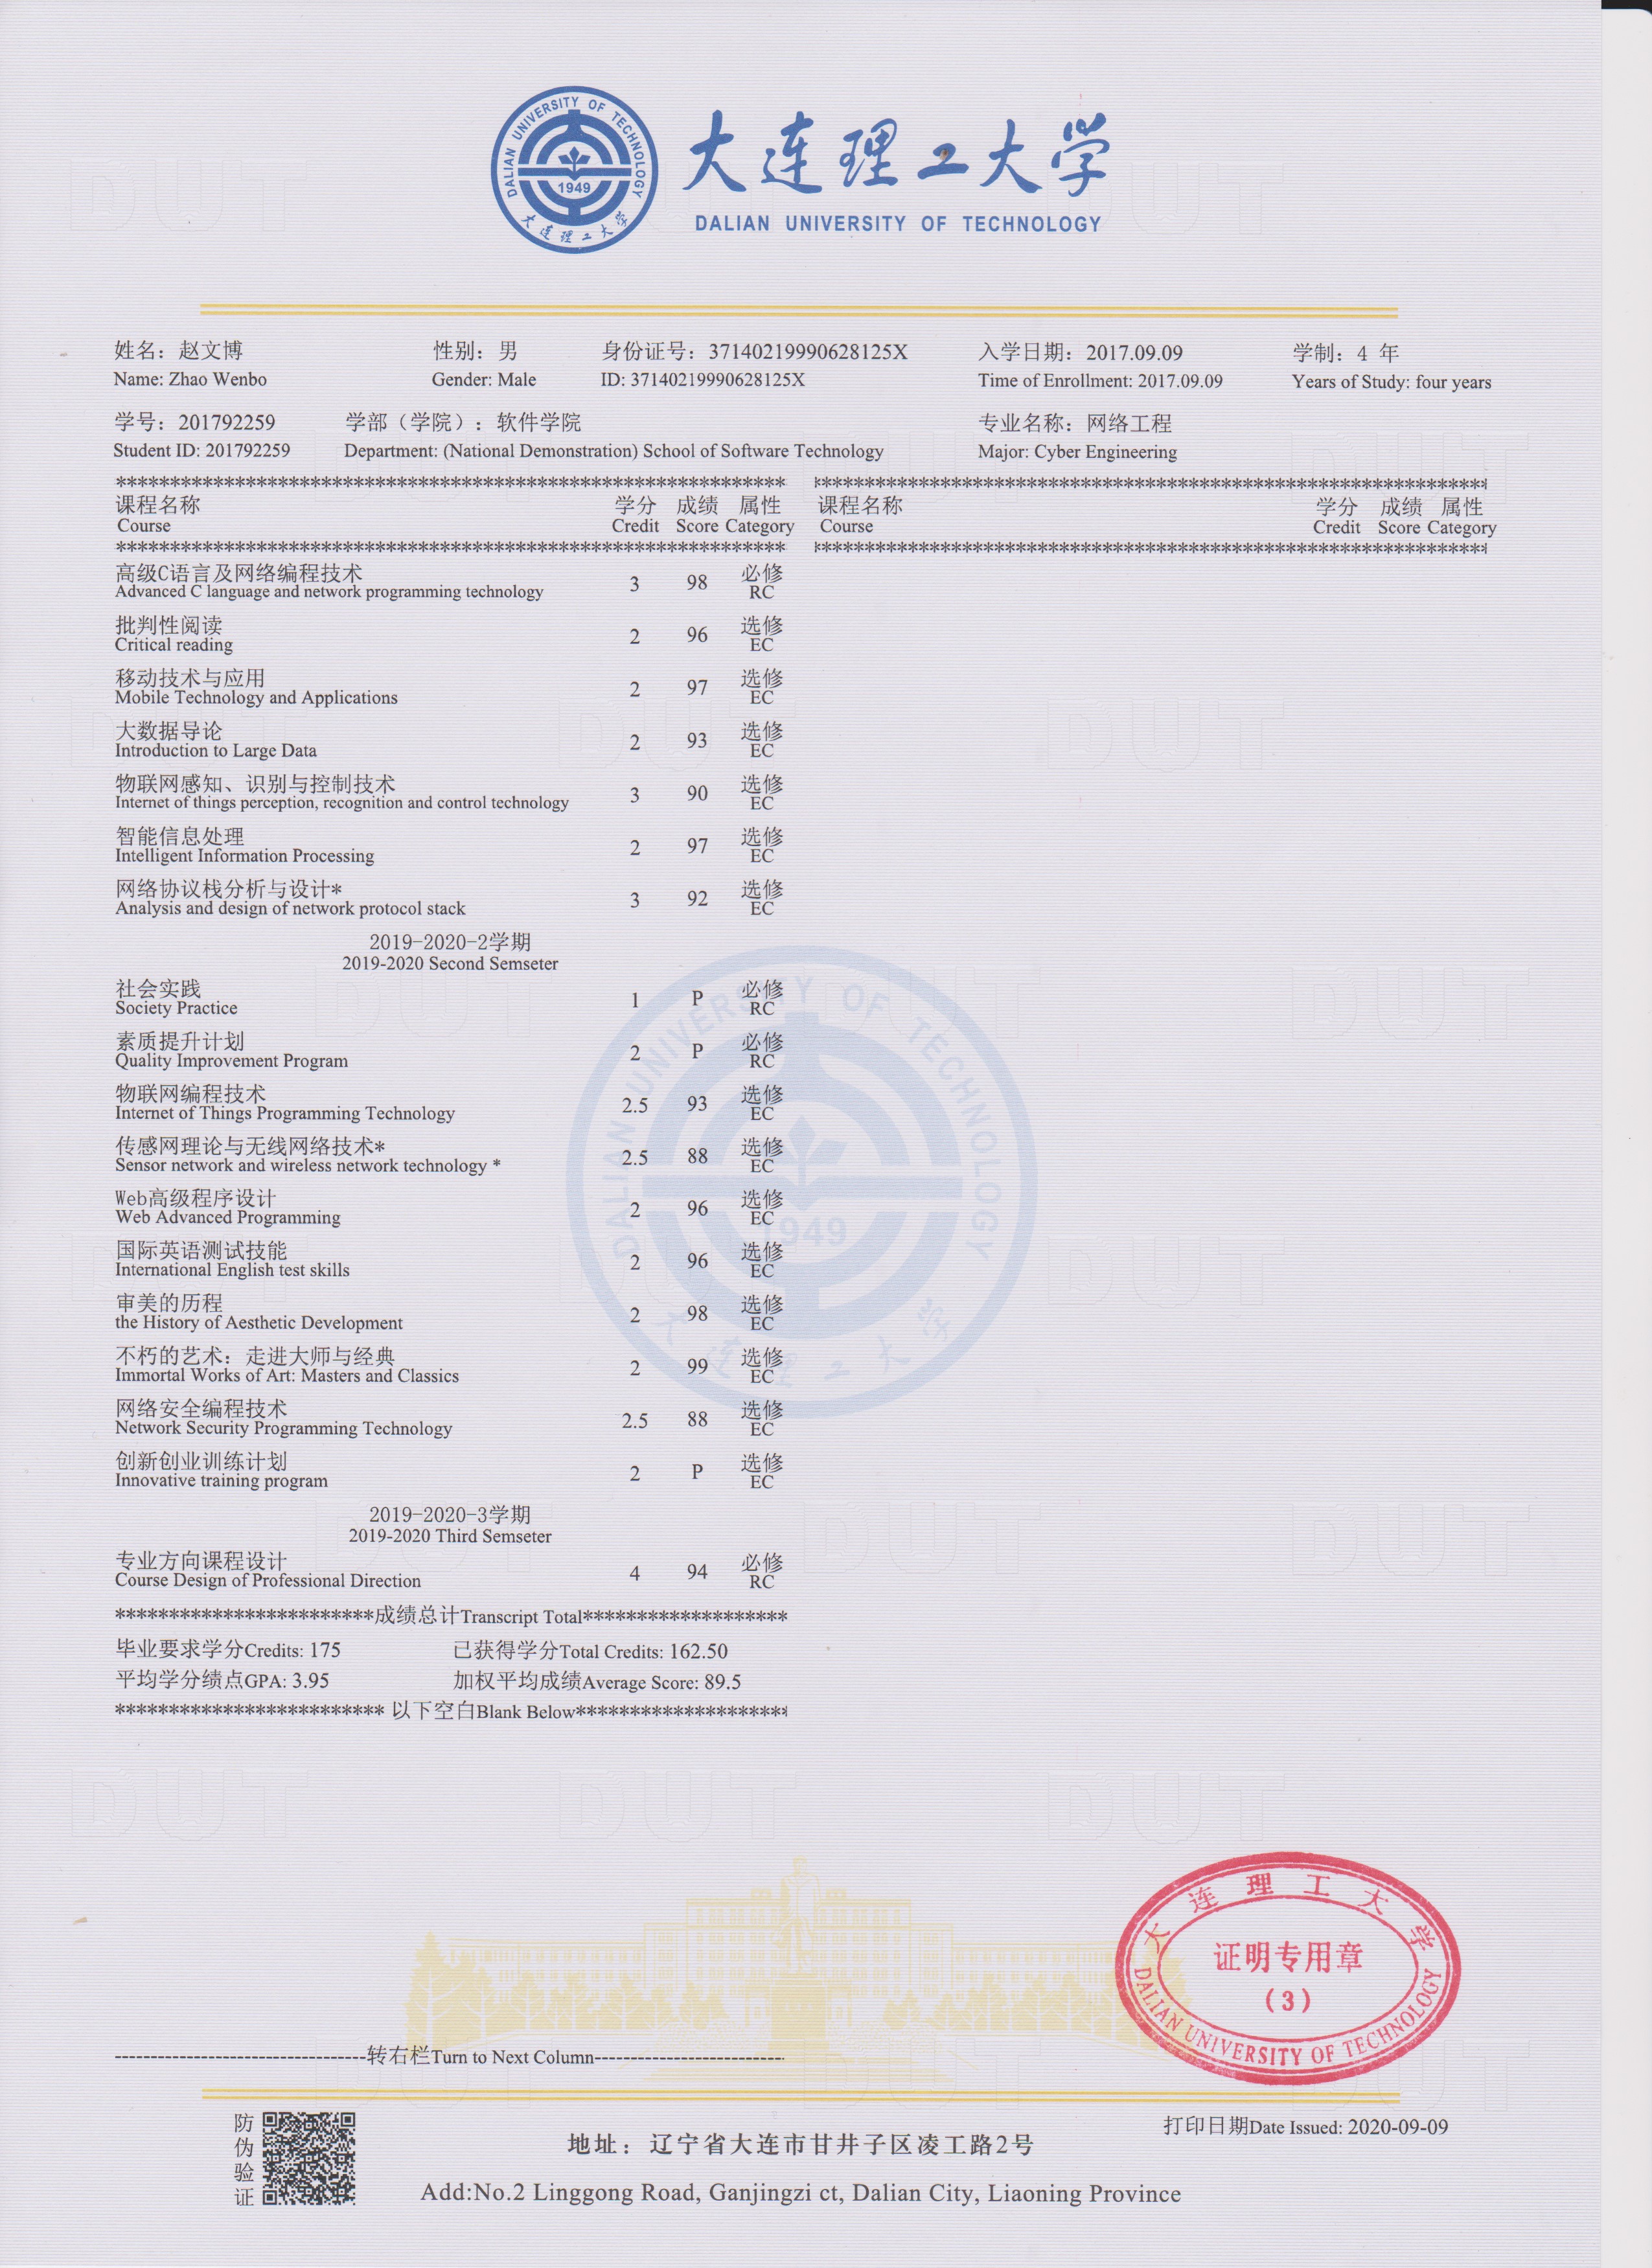 DALIAN UNIVERSITY OF TECHNOLOGY
1949
大连理工大学
大连理工大学
DALIAN UNIVERSITY OF TECHNOLOGY
姓名：赵文博 性别：男 身份证号：37140219990628125X 入学日期：2017.09.09 学制：4 年
Name: Zhao Wenbo Gender: Male ID: 37140219990628125X Time of Enrollment: 2017.09.09 Years of Study: four years
学号：201792259 学部（学院）：软件学院 专业名称：网络工程
Student ID: 201792259 Department: (National Demonstration) School of Software Technology Major: Cyber Engineering
课程名称 学分 成绩 属性 课程名称 学分 成绩 属性
Course Credit Score Category Course Credit Score Category
高级C语言及网络编程技术 3 98 必修
Advanced C language and network programming technology RC
批判性阅读 2 96 选修
Critical reading EC
移动技术与应用 2 97 选修
Mobile Technology and Applications EC
大数据导论 2 93 选修
Introduction to Large Data EC
物联网感知、识别与控制技术 3 90 选修
Internet of things perception, recognition and control technology EC
智能信息处理 2 97 选修
Intelligent Information Processing EC
网络协议栈分析与设计* 3 92 选修
Analysis and design of network protocol stack EC
2019-2020-2学期
2019-2020 Second Semseter
社会实践 1 P 必修
Society Practice RC
素质提升计划 2 P 必修
Quality Improvement Program RC
物联网编程技术 2.5 93 选修
Internet of Things Programming Technology EC
传感网理论与无线网络技术* 2.5 88 选修
Sensor network and wireless network technology * EC
Web高级程序设计 2 96 选修
Web Advanced Programming EC
国际英语测试技能 2 96 选修
International English test skills EC
审美的历程 2 98 选修
the History of Aesthetic Development EC
不朽的艺术：走进大师与经典 2 99 选修
Immortal Works of Art: Masters and Classics EC
网络安全编程技术 2.5 88 选修
Network Security Programming Technology EC
创新创业训练计划 2 P 选修
Innovative training program EC
2019-2020-3学期
2019-2020 Third Semseter
专业方向课程设计 4 94 必修
Course Design of Professional Direction RC
************************成绩总计Transcript Total*******************
毕业要求学分Credits: 175 已获得学分Total Credits: 162.50
平均学分绩点GPA: 3.95 加权平均成绩Average Score: 89.5
************************* 以下空白Blank Below********************
大连理工大学
证明专用章
(3)
DALIAN UNIVERSITY OF TECHNOLOGY
转右栏Turn to Next Column
防伪验证
打印日期Date Issued: 2020-09-09
地址：辽宁省大连市甘井子区凌工路2号
Add:No.2 Linggong Road, Ganjingzi ct, Dalian City, Liaoning Province